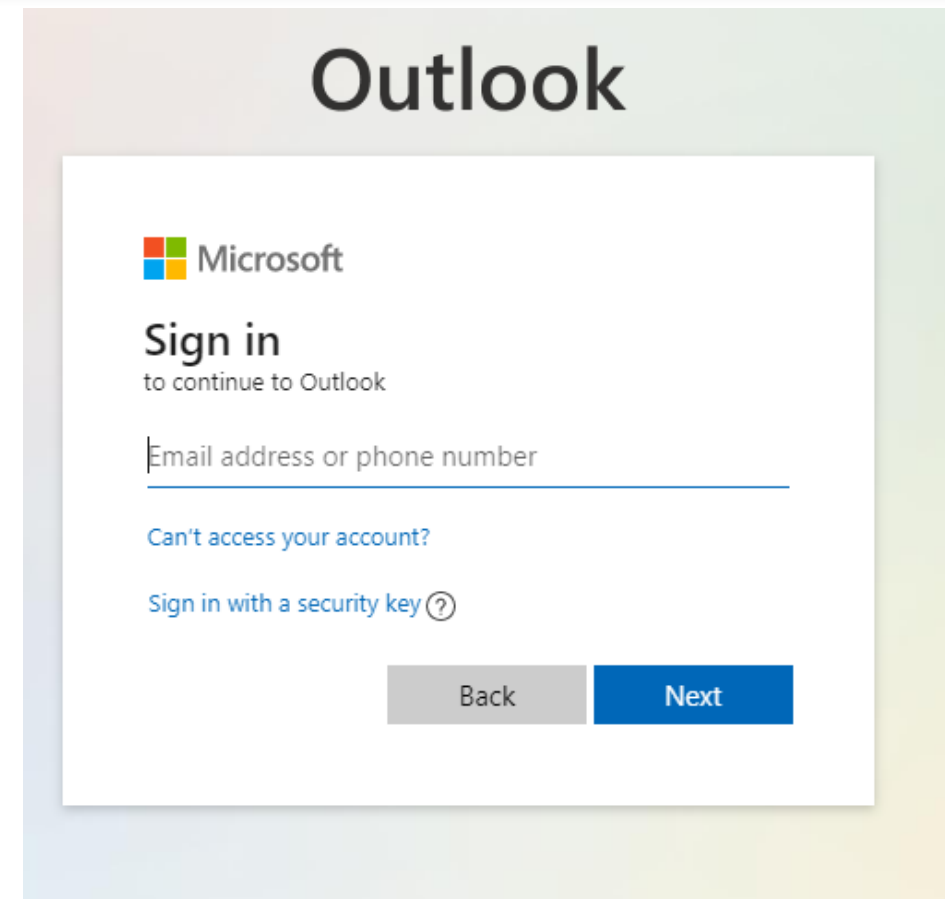 Outlook
Microsoft
Sign in
to continue to Outlook
Email address or phone number
Can't access your account?
Sign in with a security key ?
Back Next